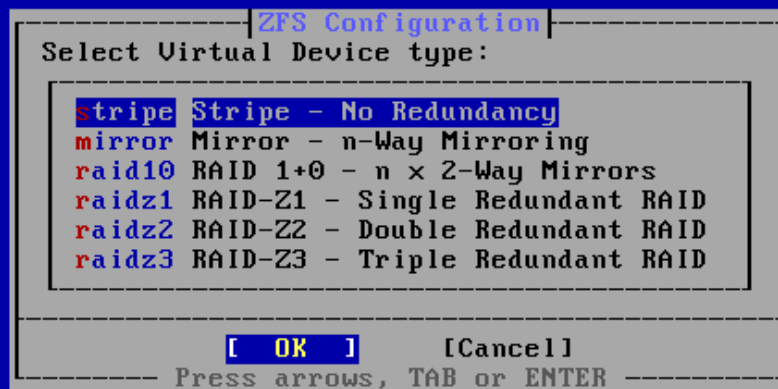 ZFS Configuration
Select Virtual Device type:
stripe Stripe - No Redundancy
mirror Mirror - n-Way Mirroring
raid10 RAID 1+0 - n x 2-Way Mirrors
raidz1 RAID-Z1 - Single Redundant RAID
raidz2 RAID-Z2 - Double Redundant RAID
raidz3 RAID-Z3 - Triple Redundant RAID
[ OK ] [Cancel]
Press arrows, TAB or ENTER